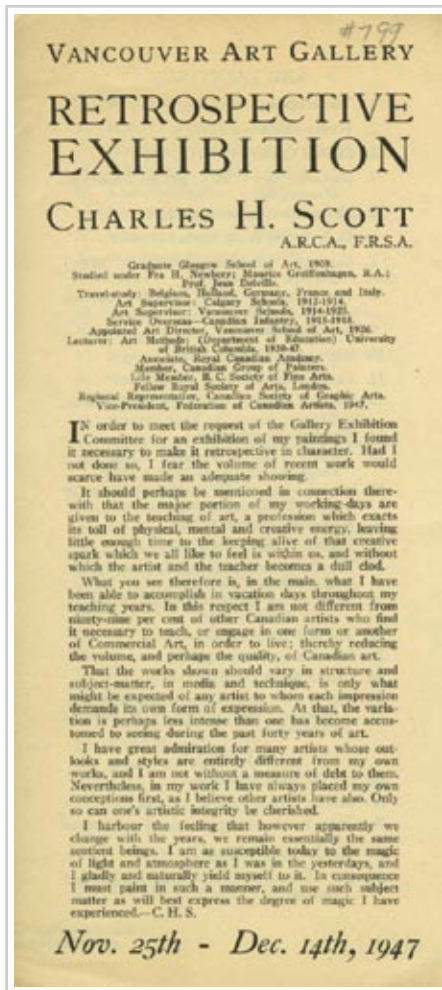 #799
VANCOUVER ART GALLERY
RETROSPECTIVE
EXHIBITION
CHARLES H. SCOTT
A.R.C.A., F.R.S.A.
Graduate Glasgow School of Art, 1909.
Studied under Fra H. Newbery; Maurice Greiffenhagen, R.A.;
Prof. Jean Delville.
Travel-study: Belgium, Holland, Germany, France and Italy.
Art Supervisor: Calgary Schools, 1912-1914.
Art Supervisor: Vancouver Schools, 1914-1925.
Service Overseas—Canadian Infantry, 1915-1918.
Appointed Art Director, Vancouver School of Art, 1926.
Lecturer: Art Methods; (Department of Education) University
of British Columbia, 1930-47.
Associate, Royal Canadian Academy.
Member, Canadian Group of Painters.
Life Member, B. C. Society of Fine Arts.
Fellow Royal Society of Arts, London.
Regional Representative, Canadian Society of Graphic Arts.
Vice-President, Federation of Canadian Artists, 1947.
IN order to meet the request of the Gallery Exhibition
Committee for an exhibition of my paintings I found
it necessary to make it retrospective in character. Had I
not done so, I fear the volume of recent work would
scarce have made an adequate showing.
It should perhaps be mentioned in connection there-
with that the major portion of my working-days are
given to the teaching of art, a profession which exacts
its toll of physical, mental and creative energy, leaving
little enough time to the keeping alive of that creative
spark which we all like to feel is within us, and without
which the artist and the teacher becomes a dull clod.
What you see therefore is, in the main, what I have
been able to accomplish in vacation days throughout my
teaching years. In this respect I am not different from
ninety-nine per cent of other Canadian artists who find
it necessary to teach, or engage in one form or another
of Commercial Art, in order to live; thereby reducing
the volume, and perhaps the quality, of Canadian art.
That the works shown should vary in structure and
subject-matter, in media and technique, is only what
might be expected of any artist to whom each impression
demands its own form of expression. At that, the varia-
tion is perhaps less intense than one has become accus-
tomed to seeing during the past forty years of art.
I have great admiration for many artists whose out-
looks and styles are entirely different from my own
works, and I am not without a measure of debt to them.
Nevertheless, in my work I have always placed my own
conceptions first, as I believe other artists have also. Only
so can one's artistic integrity be cherished.
I harbour the feeling that however apparently we
change with the years, we remain essentially the same
sentient beings. I am as susceptible today to the magic
of light and atmosphere as I was in the yesterdays, and
I gladly and naturally yield myself to it. In consequence
I must paint in such a manner, and use such subject
matter as will best express the degree of magic I have
experienced.—C. H. S.
Nov. 25th - Dec. 14th, 1947